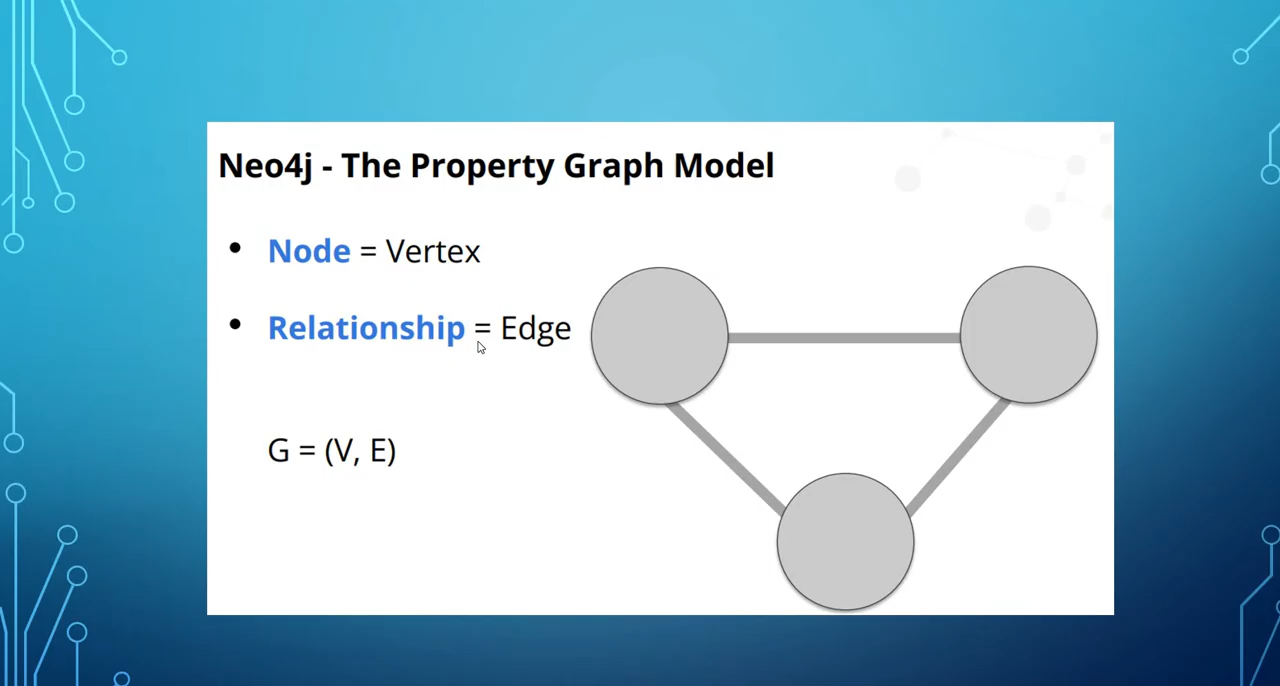 Neo4j - The Property Graph Model
• Node = Vertex
• Relationship = Edge
G = (V, E)